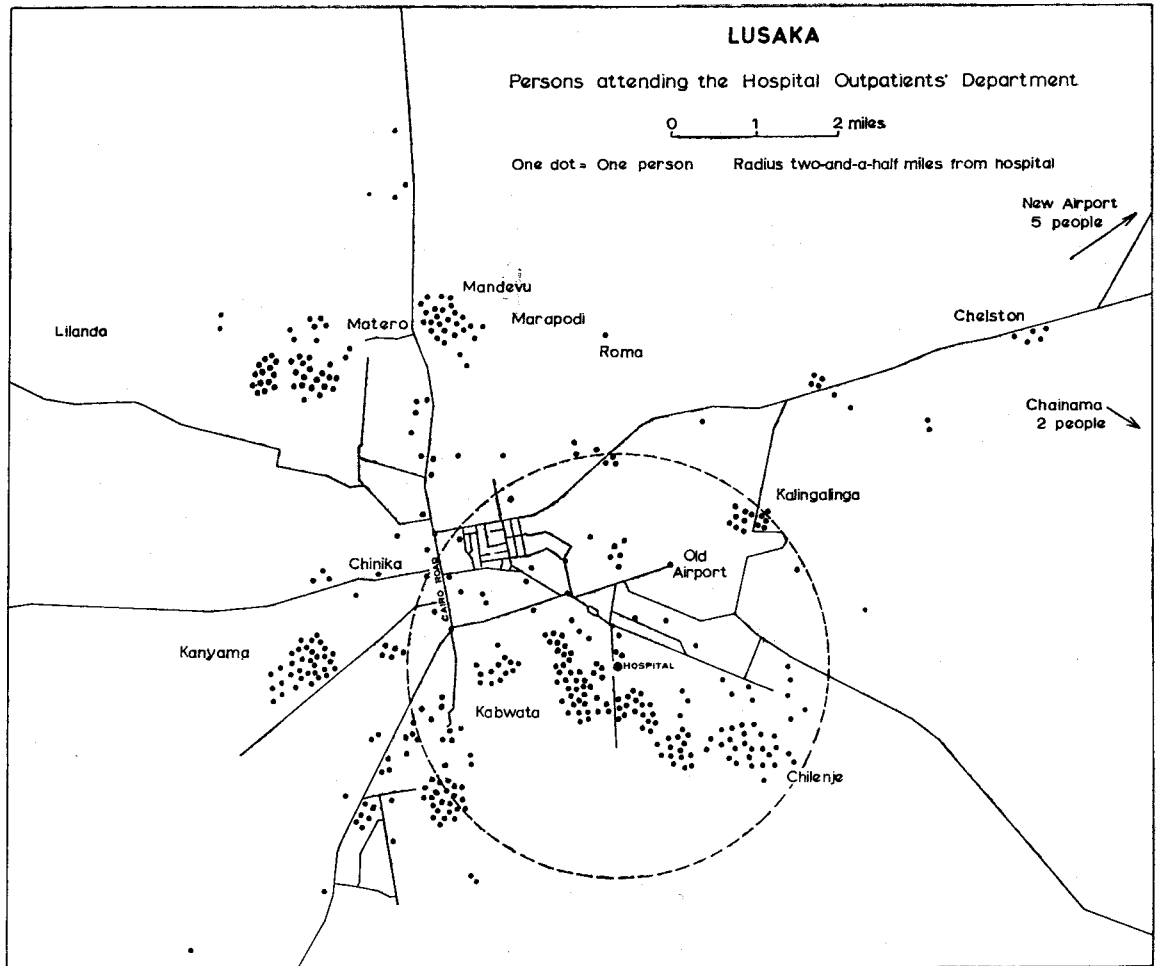 LUSAKA
Persons attending the Hospital Outpatients' Department
0 1 2 miles
One dot = One person Radius two-and-a-half miles from hospital
New Airport
5 people
Mandevu
Marapodi
Lilanda
Matero
Roma
Chelston
Chainama
2 people
Kalingalinga
Chinika
Old
Airport
CAIRO ROAD
Kanyama
HOSPITAL
Kabwata
Chilenje